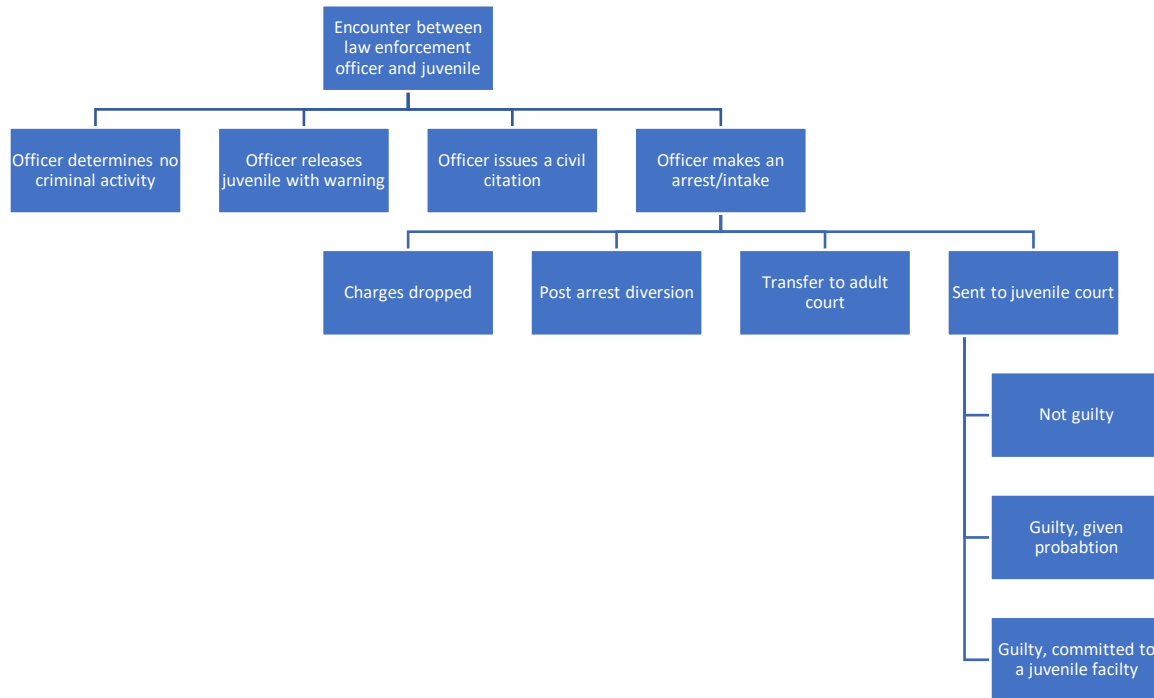 Encounter between
law enforcement
officer and juvenile
Officer determines no
criminal activity
Officer releases
juvenile with warning
Officer issues a civil
citation
Officer makes an
arrest/intake
Charges dropped
Post arrest diversion
Transfer to adult
court
Sent to juvenile court
Not guilty
Guilty, given
probabtion
Guilty, committed to
a juvenile facilty